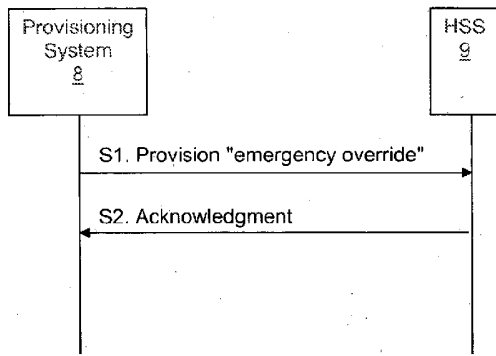 Provisioning
System
8
HSS
9
S1. Provision "emergency override"
S2. Acknowledgment